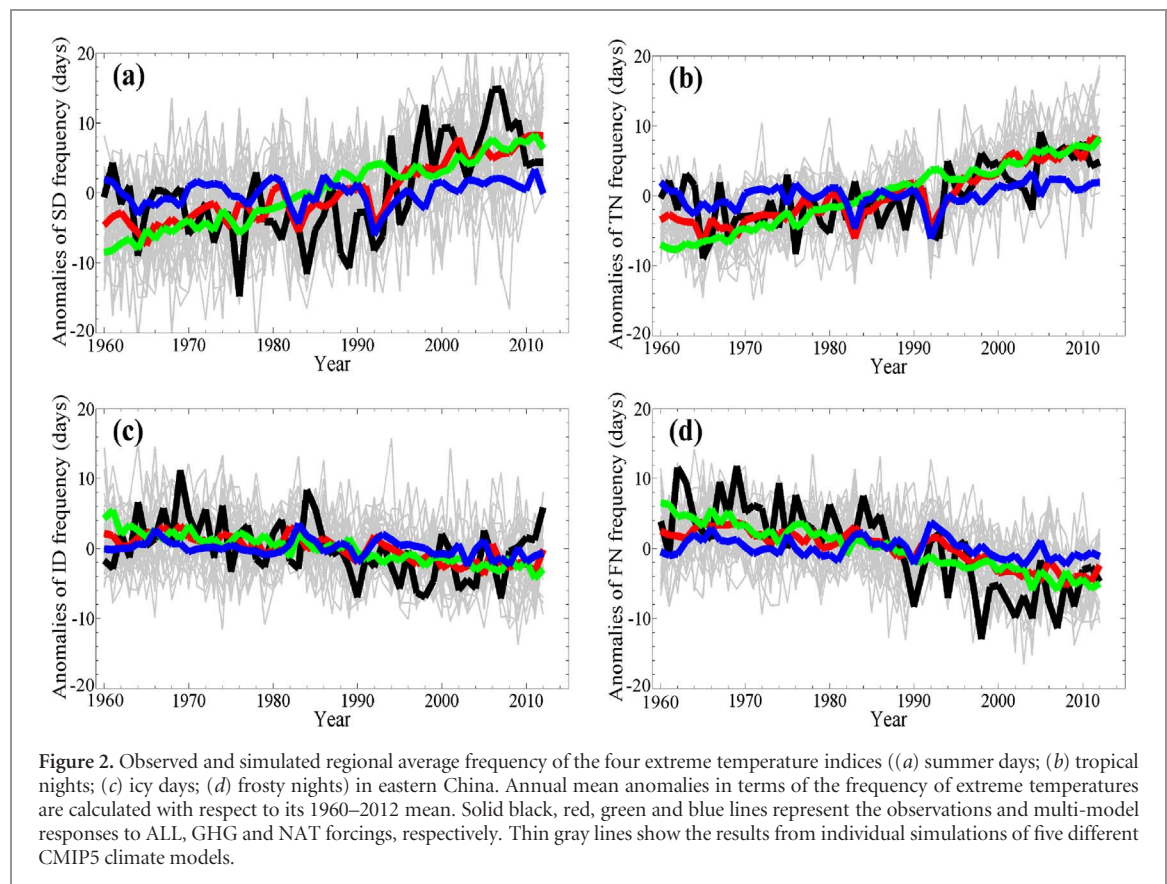 (a)
Anomalies of SD frequency (days)
20
10
0
-10
-20
1960 1970 1980 1990 2000 2010
Year
(b)
Anomalies of TN frequency (days)
20
10
0
-10
-20
1960 1970 1980 1990 2000 2010
Year
(c)
Anomalies of ID frequency (days)
20
10
0
-10
-20
1960 1970 1980 1990 2000 2010
Year
(d)
Anomalies of FN frequency (days)
20
10
0
-10
-20
1960 1970 1980 1990 2000 2010
Year
Figure 2. Observed and simulated regional average frequency of the four extreme temperature indices ((a) summer days; (b) tropical
nights; (c) icy days; (d) frosty nights) in eastern China. Annual mean anomalies in terms of the frequency of extreme temperatures
are calculated with respect to its 1960–2012 mean. Solid black, red, green and blue lines represent the observations and multi-model
responses to ALL, GHG and NAT forcings, respectively. Thin gray lines show the results from individual simulations of five different
CMIP5 climate models.